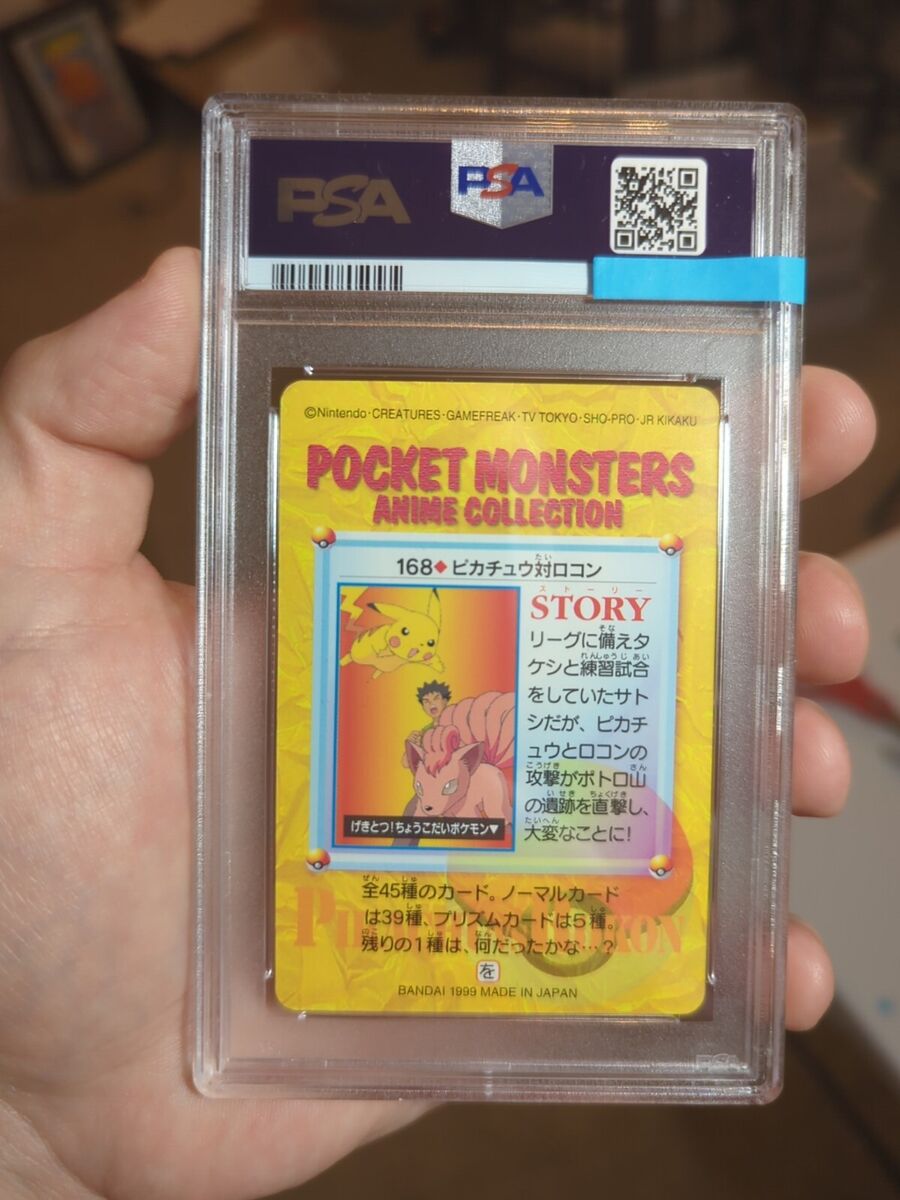 PSA
PSA
©Nintendo・CREATURES・GAMEFREAK・TV TOKYO・SHO-PRO・JR KIKAKU
POCKET MONSTERS
ANIME COLLECTION
168◆ピカチュウ対ロコン
STORY
リーグに備えタ
ケシと練習試合
をしていたサト
シだが、ピカチ
ュウとロコンの
攻撃がポトロ山
の遺跡を直撃し、
大変なことに!
げきとつ!ちょうこだいポケモン▼
全45種のカード。ノーマルカード
は39種、プリズムカードは5種。
残りの1種は、何だったかな…?
を
BANDAI 1999 MADE IN JAPAN
PSA